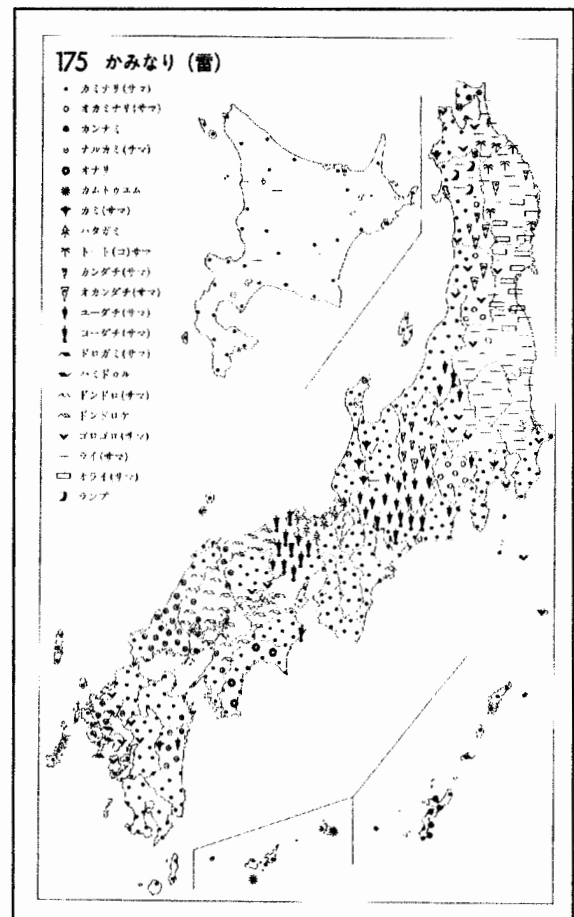 175 かみなり (雷)
カミナリ(サマ)
オカミナリ(サマ)
カンナミ
ナルカミ(サマ)
オナリ
カムトゥエム
カミ(サマ)
ハタガミ
トート(コ)サマ
カンダチ(サマ)
オカンダチ(サマ)
ユーダチ(サマ)
ヨーダチ(サマ)
ドロガミ(サマ)
ハミドゥル
ドンドロ(サマ)
ドンドロケ
ゴロゴロ(サマ)
ライ(サマ)
オライ(サマ)
ランプ